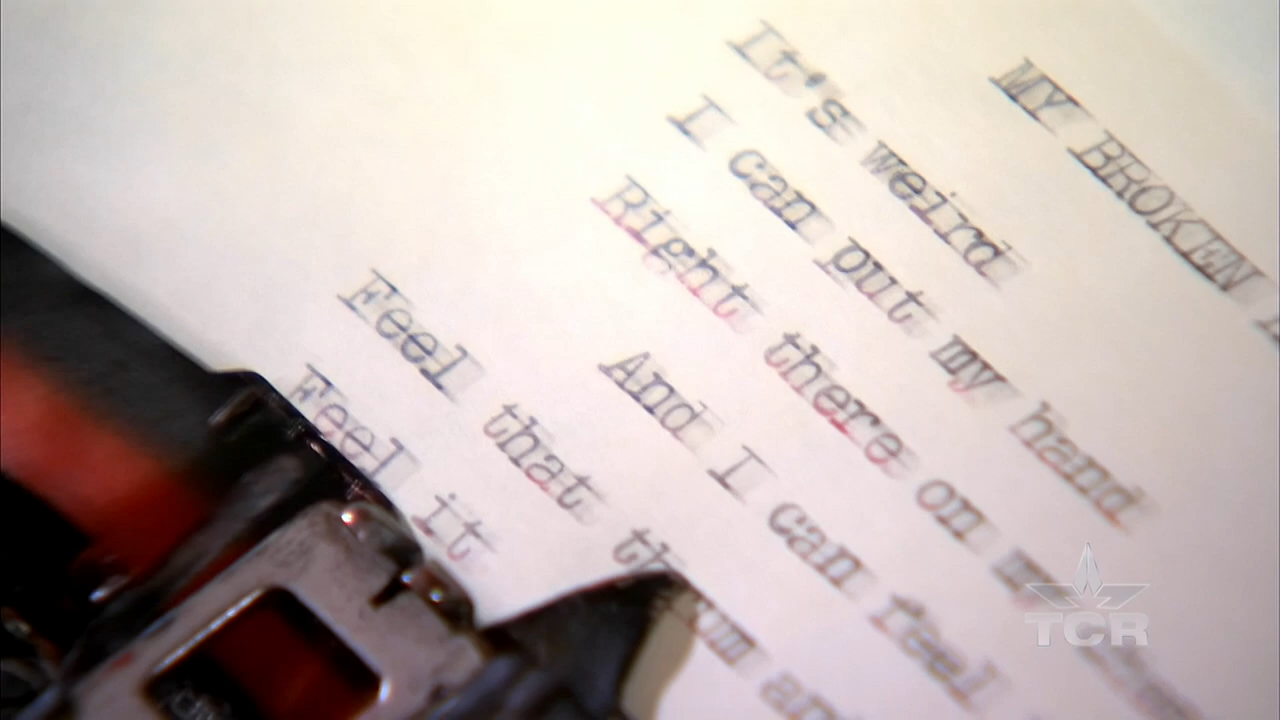 MY BROKEN
It's weird
I can put my hand
Right there on my
And I can feel
Feel that
Feel it
TCR